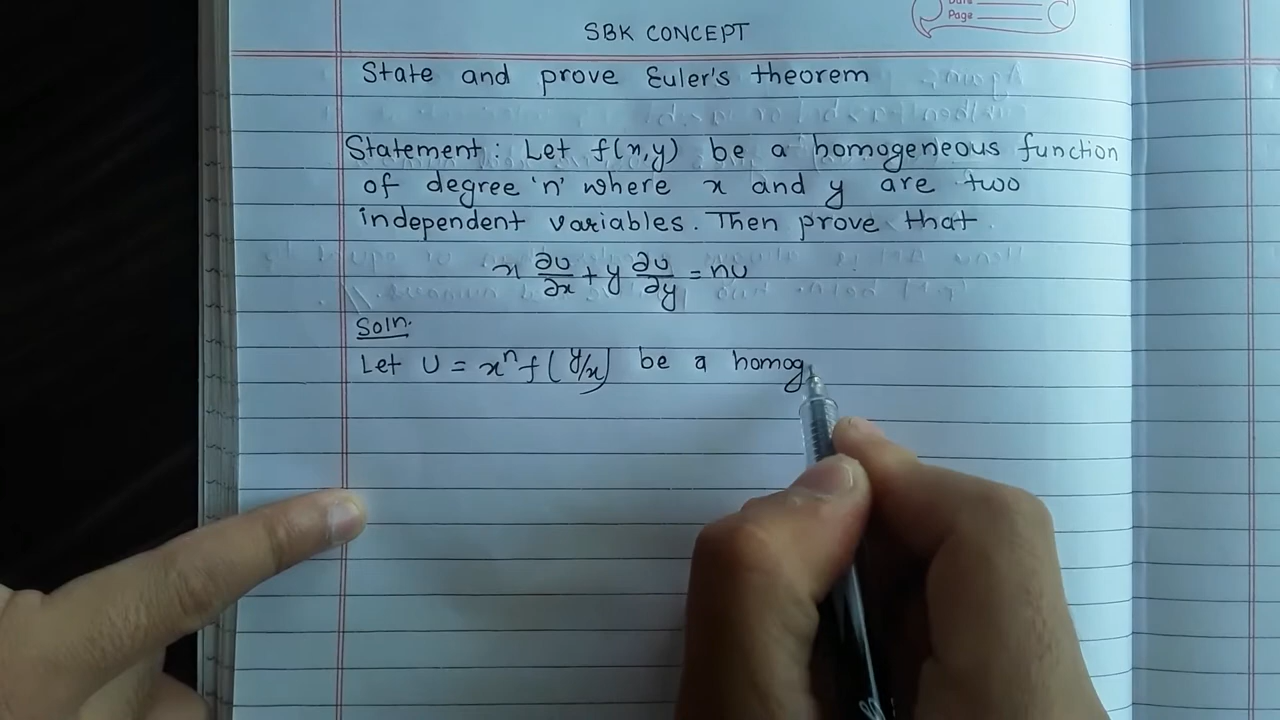 Page
SBK CONCEPT
State and prove Euler's theorem
Statement: Let f(x,y) be a homogeneous function
of degree 'n' where x and y are two
independent variables. Then prove that
x ∂u/∂x + y ∂u/∂y = nu
Soln.
Let U = xⁿf(y/x) be a homog